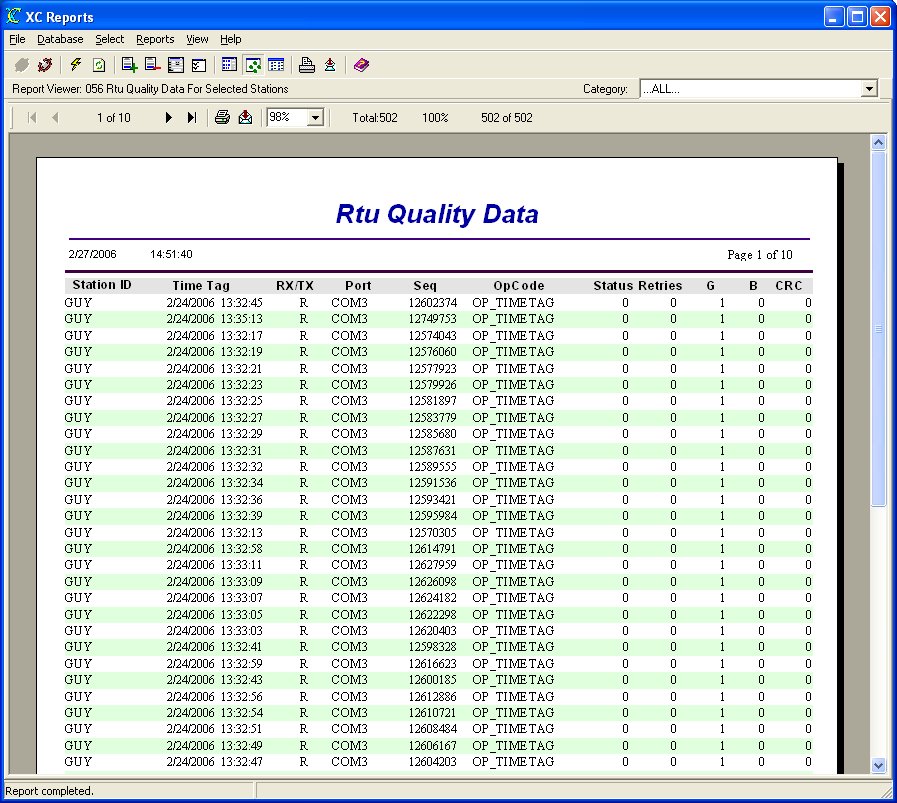 XC Reports
File Database Select Reports View Help
Report Viewer: 056 Rtu Quality Data For Selected Stations Category: ...ALL...
1 of 10 98% Total:502 100% 502 of 502
Rtu Quality Data
2/27/2006 14:51:40 Page 1 of 10
Station ID Time Tag RX/TX Port Seq OpCode Status Retries G B CRC
GUY 2/24/2006 13:32:45 R COM3 12602374 OP_TIMETAG 0 0 1 0 0
GUY 2/24/2006 13:35:13 R COM3 12749753 OP_TIMETAG 0 0 1 0 0
GUY 2/24/2006 13:32:17 R COM3 12574043 OP_TIMETAG 0 0 1 0 0
GUY 2/24/2006 13:32:19 R COM3 12576060 OP_TIMETAG 0 0 1 0 0
GUY 2/24/2006 13:32:21 R COM3 12577923 OP_TIMETAG 0 0 1 0 0
GUY 2/24/2006 13:32:23 R COM3 12579926 OP_TIMETAG 0 0 1 0 0
GUY 2/24/2006 13:32:25 R COM3 12581897 OP_TIMETAG 0 0 1 0 0
GUY 2/24/2006 13:32:27 R COM3 12583779 OP_TIMETAG 0 0 1 0 0
GUY 2/24/2006 13:32:29 R COM3 12585680 OP_TIMETAG 0 0 1 0 0
GUY 2/24/2006 13:32:31 R COM3 12587631 OP_TIMETAG 0 0 1 0 0
GUY 2/24/2006 13:32:32 R COM3 12589555 OP_TIMETAG 0 0 1 0 0
GUY 2/24/2006 13:32:34 R COM3 12591536 OP_TIMETAG 0 0 1 0 0
GUY 2/24/2006 13:32:36 R COM3 12593421 OP_TIMETAG 0 0 1 0 0
GUY 2/24/2006 13:32:39 R COM3 12595984 OP_TIMETAG 0 0 1 0 0
GUY 2/24/2006 13:32:13 R COM3 12570305 OP_TIMETAG 0 0 1 0 0
GUY 2/24/2006 13:32:58 R COM3 12614791 OP_TIMETAG 0 0 1 0 0
GUY 2/24/2006 13:33:11 R COM3 12627959 OP_TIMETAG 0 0 1 0 0
GUY 2/24/2006 13:33:09 R COM3 12626098 OP_TIMETAG 0 0 1 0 0
GUY 2/24/2006 13:33:07 R COM3 12624182 OP_TIMETAG 0 0 1 0 0
GUY 2/24/2006 13:33:05 R COM3 12622298 OP_TIMETAG 0 0 1 0 0
GUY 2/24/2006 13:33:03 R COM3 12620403 OP_TIMETAG 0 0 1 0 0
GUY 2/24/2006 13:32:41 R COM3 12598328 OP_TIMETAG 0 0 1 0 0
GUY 2/24/2006 13:32:59 R COM3 12616623 OP_TIMETAG 0 0 1 0 0
GUY 2/24/2006 13:32:43 R COM3 12600185 OP_TIMETAG 0 0 1 0 0
GUY 2/24/2006 13:32:56 R COM3 12612886 OP_TIMETAG 0 0 1 0 0
GUY 2/24/2006 13:32:54 R COM3 12610721 OP_TIMETAG 0 0 1 0 0
GUY 2/24/2006 13:32:51 R COM3 12608484 OP_TIMETAG 0 0 1 0 0
GUY 2/24/2006 13:32:49 R COM3 12606167 OP_TIMETAG 0 0 1 0 0
GUY 2/24/2006 13:32:47 R COM3 12604203 OP_TIMETAG 0 0 1 0 0
Report completed.